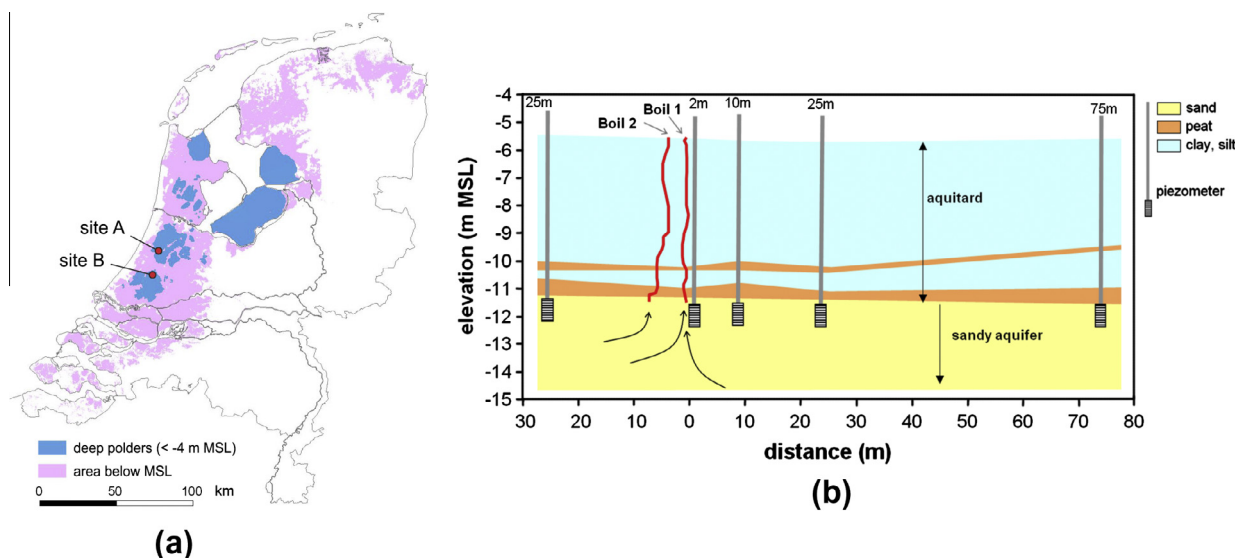 site A
site B
deep polders (< -4 m MSL)
area below MSL
0 50 100 km
(a)
elevation (m MSL)
-4
-5
-6
-7
-8
-9
-10
-11
-12
-13
-14
-15
25m
Boil 2
Boil 1
2m
10m
25m
75m
aquitard
sandy aquifer
30 20 10 0 10 20 30 40 50 60 70 80
distance (m)
sand
peat
clay, silt
piezometer
(b)